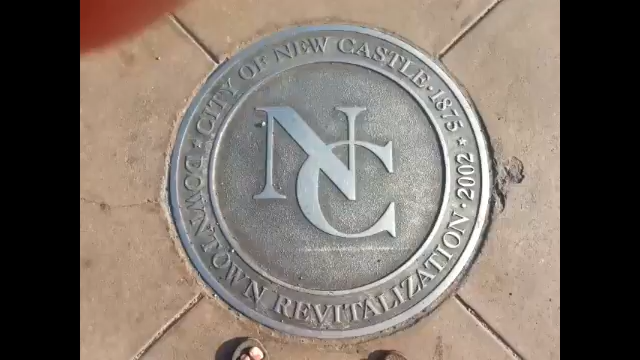 CITY OF NEW CASTLE · 1875
DOWNTOWN REVITALIZATION · 2002
NC